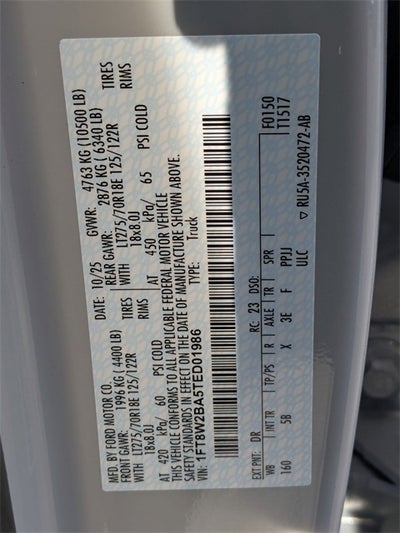 MFD. BY FORD MOTOR CO. 10/25 GVWR: 4763 KG (10500 LB)
FRONT GAWR: 1996 KG ( 4400 LB) REAR GAWR: 2876 KG ( 6340 LB)
WITH LT275/70R18E 125/122R TIRES WITH LT275/70R18E 125/122R TIRES
18x8.0J RIMS 18x8.0J RIMS
AT 420 kPa/ 60 PSI COLD AT 450 kPa/ 65 PSI COLD
THIS VEHICLE CONFORMS TO ALL APPLICABLE FEDERAL MOTOR VEHICLE
SAFETY STANDARDS IN EFFECT ON THE DATE OF MANUFACTURE SHOWN ABOVE.
1FT8W2BA5TED01986 TYPE: Truck
F0150
11517
EXT PNT: DR RC: 23 DSO:
WB INT TR TP/PS R AXLE TR SPR
160 5B X 3E F PPJJ
ULC
▽ RU5A-3520472-AB